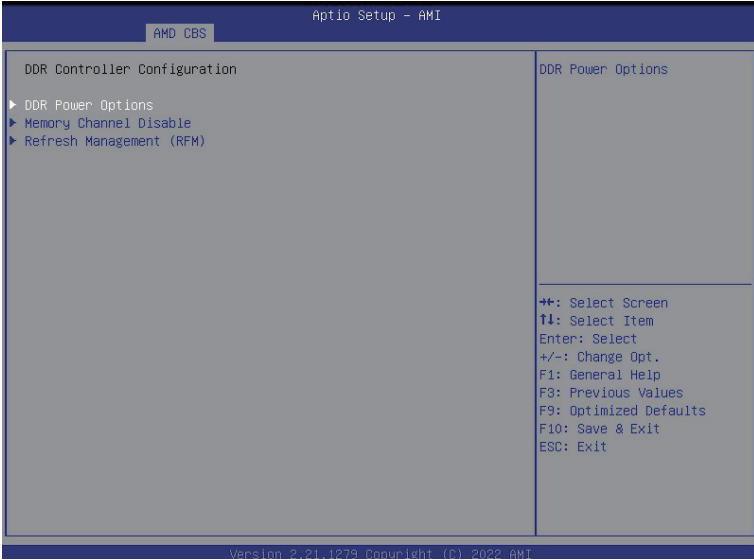 Aptio Setup – AMI
AMD CBS
DDR Controller Configuration
DDR Power Options
Memory Channel Disable
Refresh Management (RFM)
DDR Power Options
→←: Select Screen
↑↓: Select Item
Enter: Select
+/-: Change Opt.
F1: General Help
F3: Previous Values
F9: Optimized Defaults
F10: Save & Exit
ESC: Exit
Version 2.21.1279 Copyright (C) 2022 AMI